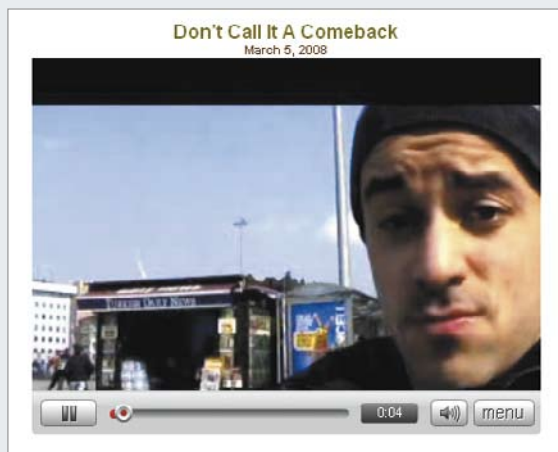 Don't Call It A Comeback
March 5, 2008
TURKISH DAILY NEWS
0:04
menu